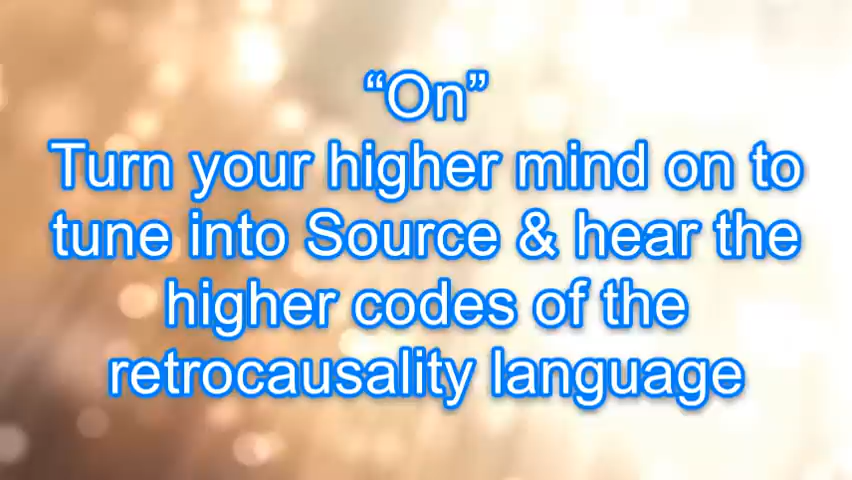 “On”
Turn your higher mind on to
tune into Source & hear the
higher codes of the
retrocausality language